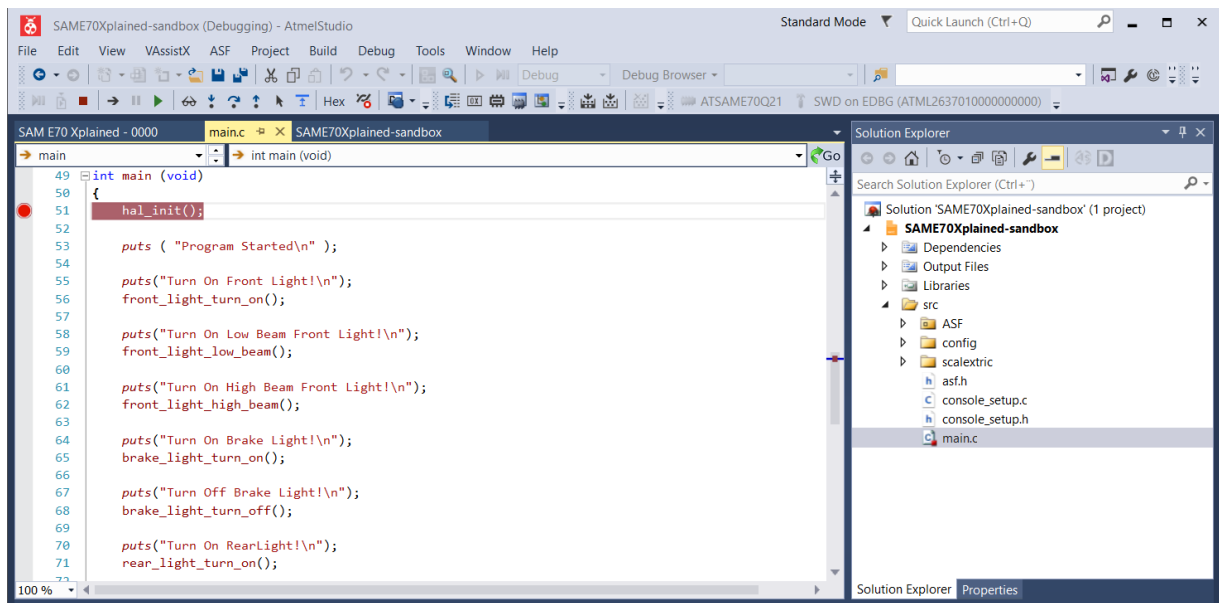 SAME70Xplained-sandbox (Debugging) - AtmelStudio
Standard Mode
Quick Launch (Ctrl+Q)
File Edit View VAssistX ASF Project Build Debug Tools Window Help
Debug
Debug Browser
Hex
ATSAME70Q21
SWD on EDBG (ATML2637010000000000)
SAM E70 Xplained - 0000
main.c
SAME70Xplained-sandbox
main
int main (void)
Go
49 int main (void)
50 {
51 hal_init();
52
53 puts ( "Program Started\n" );
54
55 puts("Turn On Front Light!\n");
56 front_light_turn_on();
57
58 puts("Turn On Low Beam Front Light!\n");
59 front_light_low_beam();
60
61 puts("Turn On High Beam Front Light!\n");
62 front_light_high_beam();
63
64 puts("Turn On Brake Light!\n");
65 brake_light_turn_on();
66
67 puts("Turn Off Brake Light!\n");
68 brake_light_turn_off();
69
70 puts("Turn On RearLight!\n");
71 rear_light_turn_on();
72
100 %
Solution Explorer
Search Solution Explorer (Ctrl+¨)
Solution 'SAME70Xplained-sandbox' (1 project)
SAME70Xplained-sandbox
Dependencies
Output Files
Libraries
src
ASF
config
scalextric
asf.h
console_setup.c
console_setup.h
main.c
Solution Explorer Properties